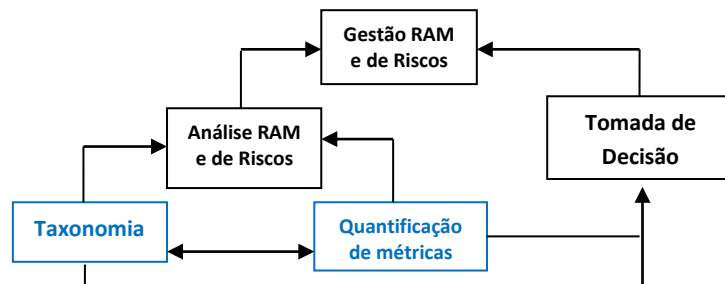 Gestão RAM
e de Riscos
Análise RAM
e de Riscos
Tomada de
Decisão
Taxonomia
Quantificação
de métricas